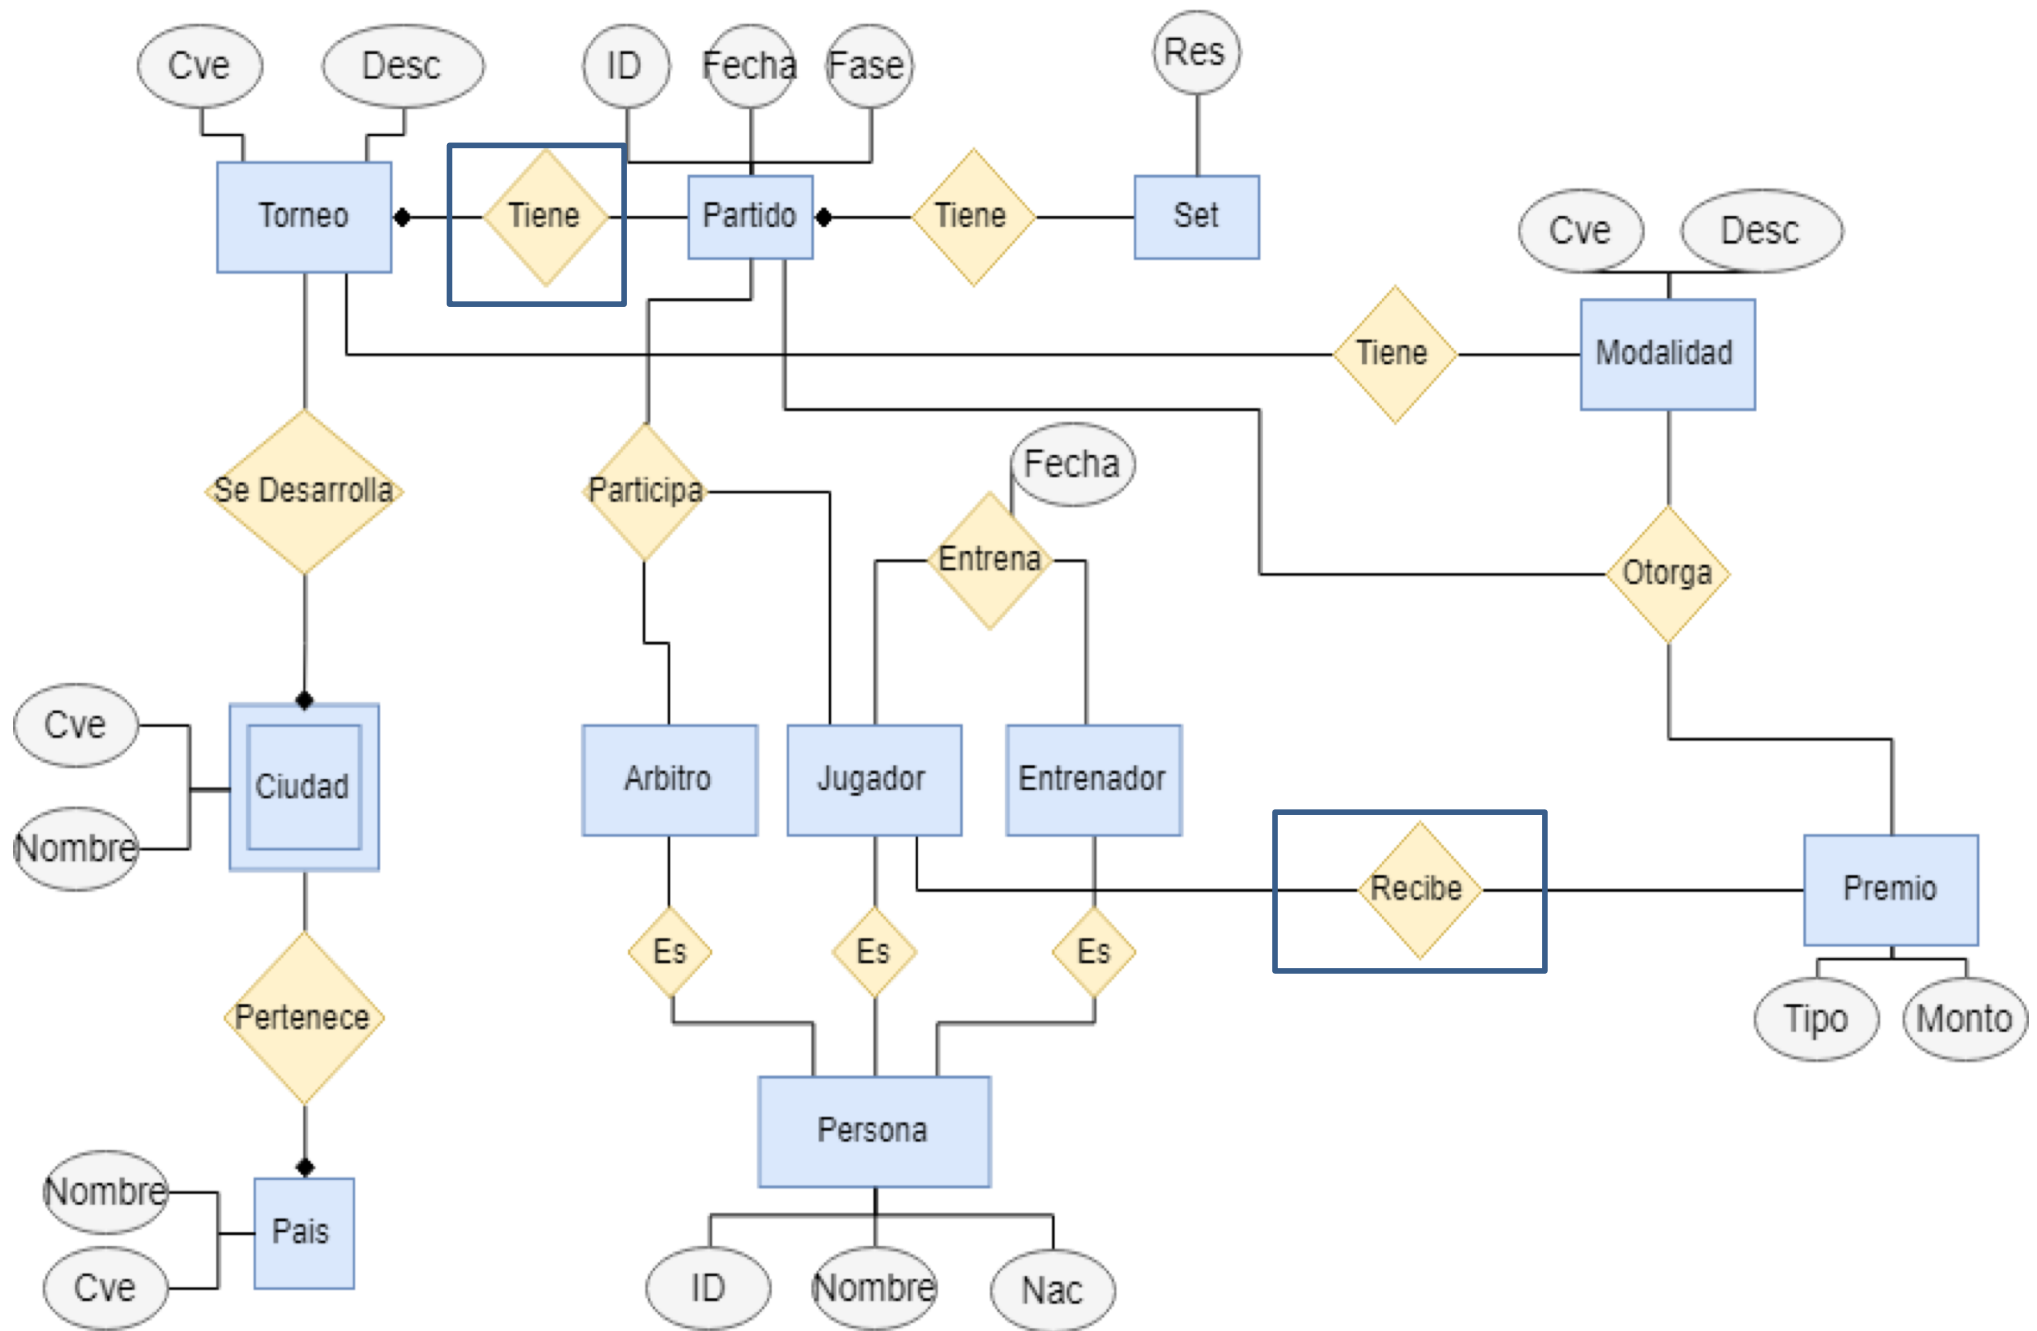 Cve
Desc
ID
Fecha
Fase
Res
Torneo
Tiene
Partido
Tiene
Set
Cve
Desc
Tiene
Modalidad
Se Desarrolla
Participa
Fecha
Entrena
Otorga
Cve
Nombre
Ciudad
Arbitro
Jugador
Entrenador
Recibe
Premio
Es
Es
Es
Pertenece
Tipo
Monto
Persona
Nombre
Cve
Pais
ID
Nombre
Nac